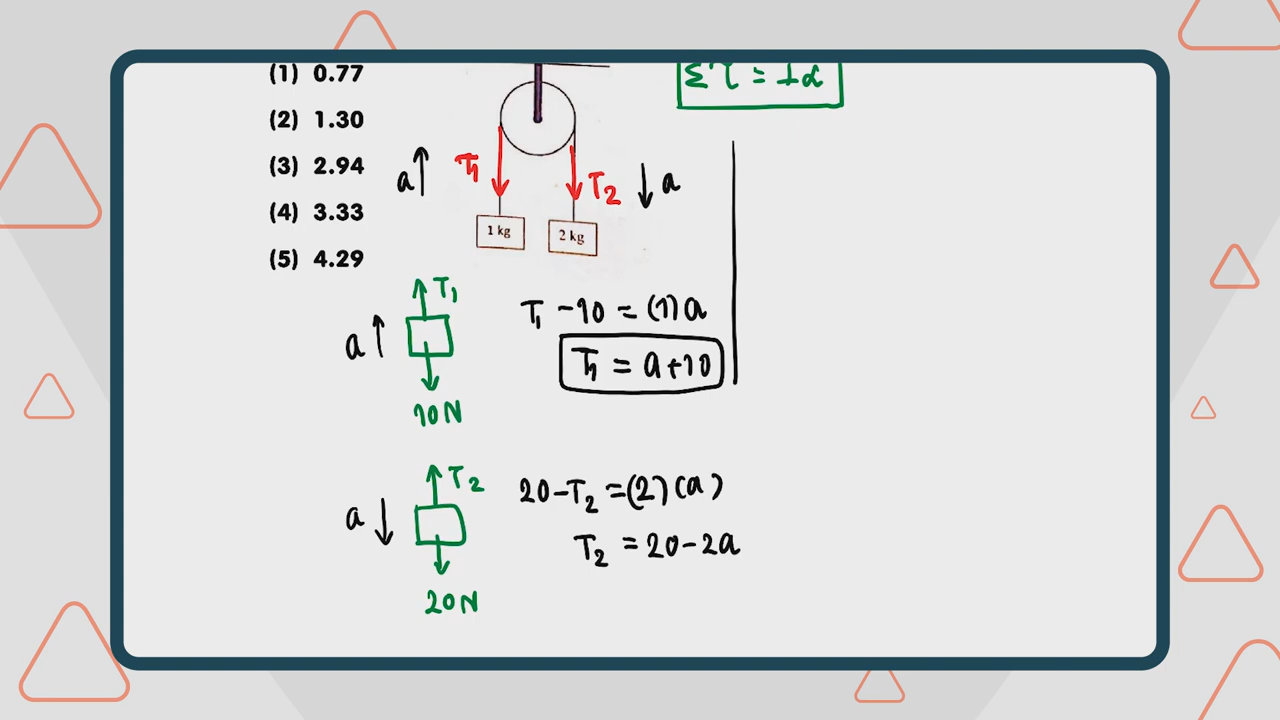 (1) 0.77
(2) 1.30
(3) 2.94
(4) 3.33
(5) 4.29
Στ = Iα
a T₁ T₂ a
1 kg 2 kg
T₁
a
10N
T₁ - 10 = (1)a
T₁ = a+10
T₂
a
20N
20-T₂ = (2)(a)
T₂ = 20-2a